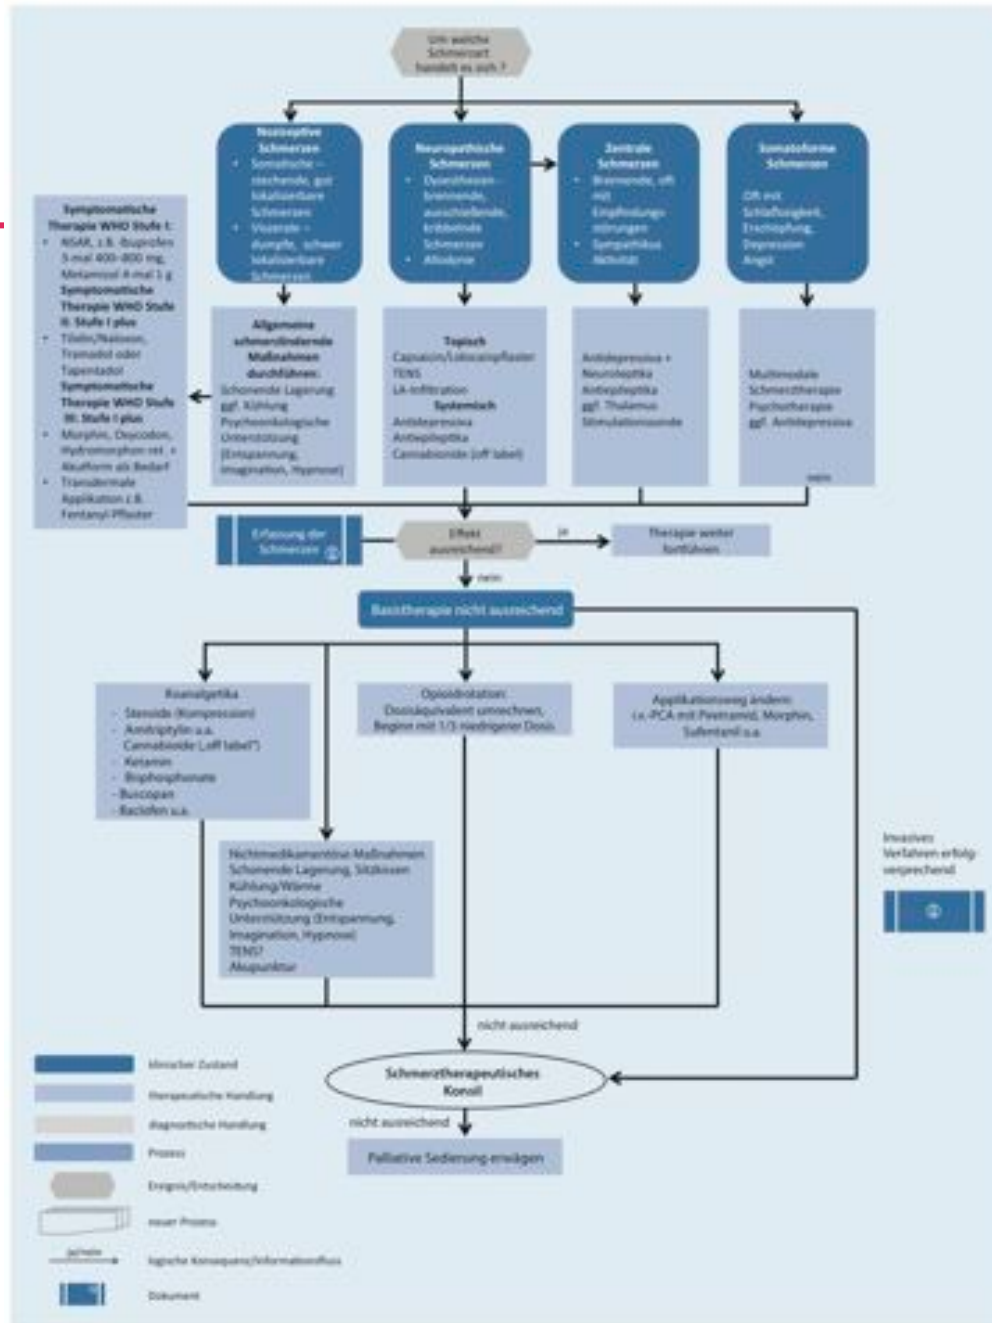 Um welche
Schmerzart
handelt es sich ?
Nozizeptive
Schmerzen
• Somatische –
stechende, gut
lokalisierbare
Schmerzen
• Viszerale –
dumpfe, schwer
lokalisierbare
Schmerzen
Neuropathische
Schmerzen
• Dysästhesien -
brennende,
ausschießende,
kribbelnde
Schmerzen
• Allodynie
Zentrale
Schmerzen
• Brennende, oft
mit
Empfindungs-
störungen
• Sympathikus
Aktivität
Somatoforme
Schmerzen
Oft mit
Schlaflosigkeit,
Erschöpfung,
Depression
Angst
Symptomatische
Therapie WHO Stufe I:
• NSAR, z.B. Ibuprofen
3-mal 400–800 mg,
Metamizol 4-mal 1 g
Symptomatische
Therapie WHO Stufe
II: Stufe I plus
• Tilidin/Naloxon,
Tramadol oder
Tapentadol
Symptomatische
Therapie WHO Stufe
III: Stufe I plus
• Morphin, Oxycodon,
Hydromorphon ret. +
Akutform als Bedarf
• Transdermale
Applikation z.B.
Fentanyl-Pflaster
Allgemeine
schmerzlindernde
Maßnahmen
durchführen:
Schonende Lagerung
ggf. Kühlung
Psychoonkologische
Unterstützung
(Entspannung,
Imagination, Hypnose)
Topisch
Capsaicin/Lidocainpflaster
TENS
LA-Infiltration
Systemisch
Antidepressiva
Antiepileptika
Cannabionide (off label)
Antidepressiva +
Neuroleptika
Antiepileptika
ggf. Thalamus
Stimulationssonde
Multimodale
Schmerztherapie
Psychotherapie
ggf. Antidepressiva
nein
Erfassung der
Schmerzen
Effekt
ausreichend?
ja
Therapie weiter
fortführen
nein
Basistherapie nicht ausreichend
Koanalgetika
- Steroide (Kompression)
- Amitriptylin u.a.
Cannabioide („off label")
- Ketamin
- Bisphosphonate
- Buscopan
- Baclofen u.a.
Opioidrotation:
Dosisäquivalent umrechnen,
Beginn mit 1/3 niedrigerer Dosis
Applikationsweg ändern:
i.v.-PCA mit Piritramid, Morphin,
Sufentanil u.a.
Nichtmedikamentöse Maßnahmen
Schonende Lagerung, Sitzkissen
Kühlung/Wärme
Psychoonkologische
Unterstützung (Entspannung,
Imagination, Hypnose)
TENS?
Akupunktur
Invasives
Verfahren erfolg-
versprechend
nicht ausreichend
Schmerztherapeutisches
Konsil
nicht ausreichend
Palliative Sedierung erwägen
klinischer Zustand
therapeutische Handlung
diagnostische Handlung
Prozess
Ereignis/Entscheidung
neuer Prozess
ja/nein
logische Konsequenz/Informationsfluss
Dokument